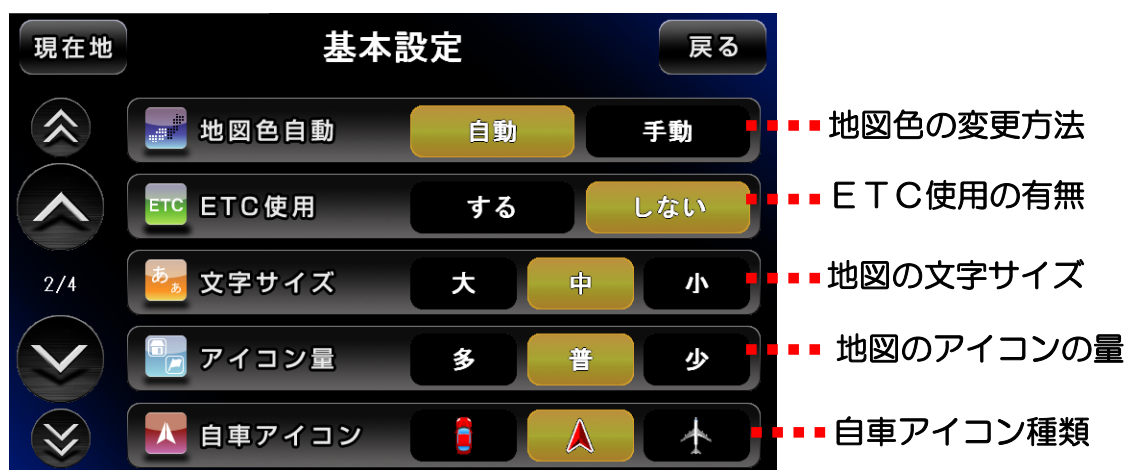 現在地
基本設定
戻る
地図色自動 自動 手動
地図色の変更方法
ETC
ETC使用 する しない
ETC使用の有無
2/4
あぁ
文字サイズ 大 中 小
地図の文字サイズ
アイコン量 多 普 少
地図のアイコンの量
自車アイコン
自車アイコン種類